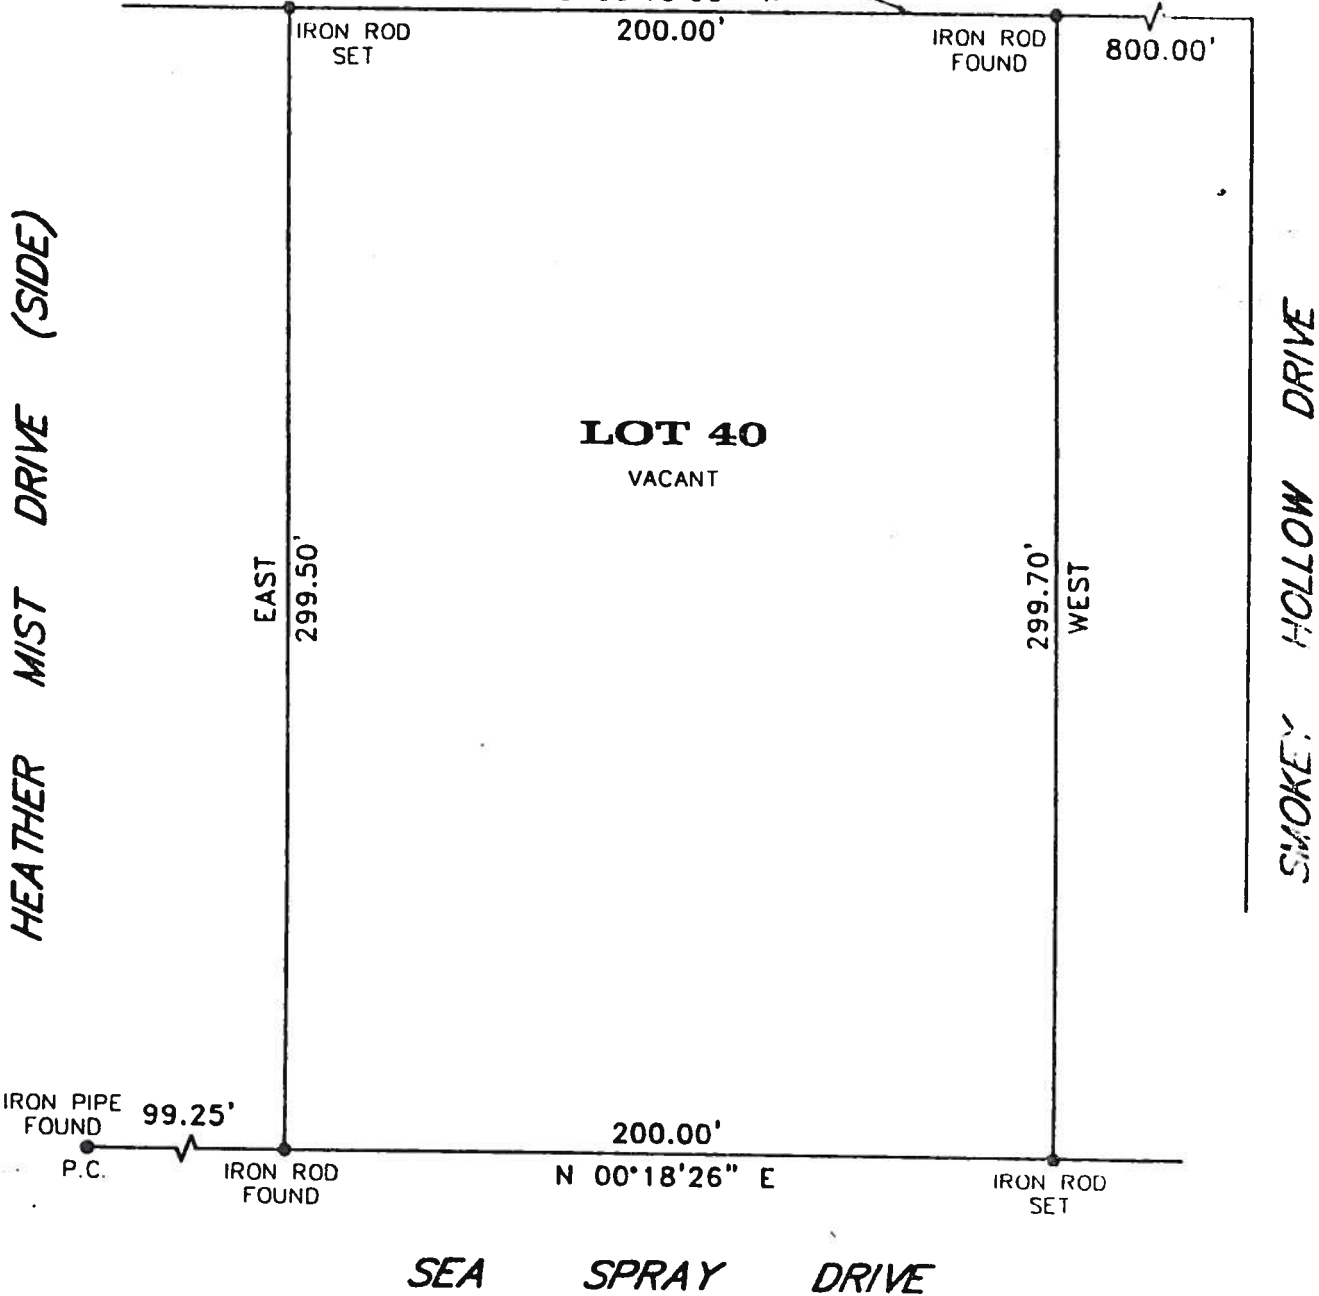 200.00'
IRON ROD
SET
IRON ROD
FOUND
800.00'
HEATHER MIST DRIVE (SIDE)
LOT 40
VACANT
EAST
299.50'
299.70'
WEST
SMOKEY HOLLOW DRIVE
IRON PIPE
FOUND
99.25'
P.C.
IRON ROD
FOUND
200.00'
N 00°18'26" E
IRON ROD
SET
SEA SPRAY DRIVE